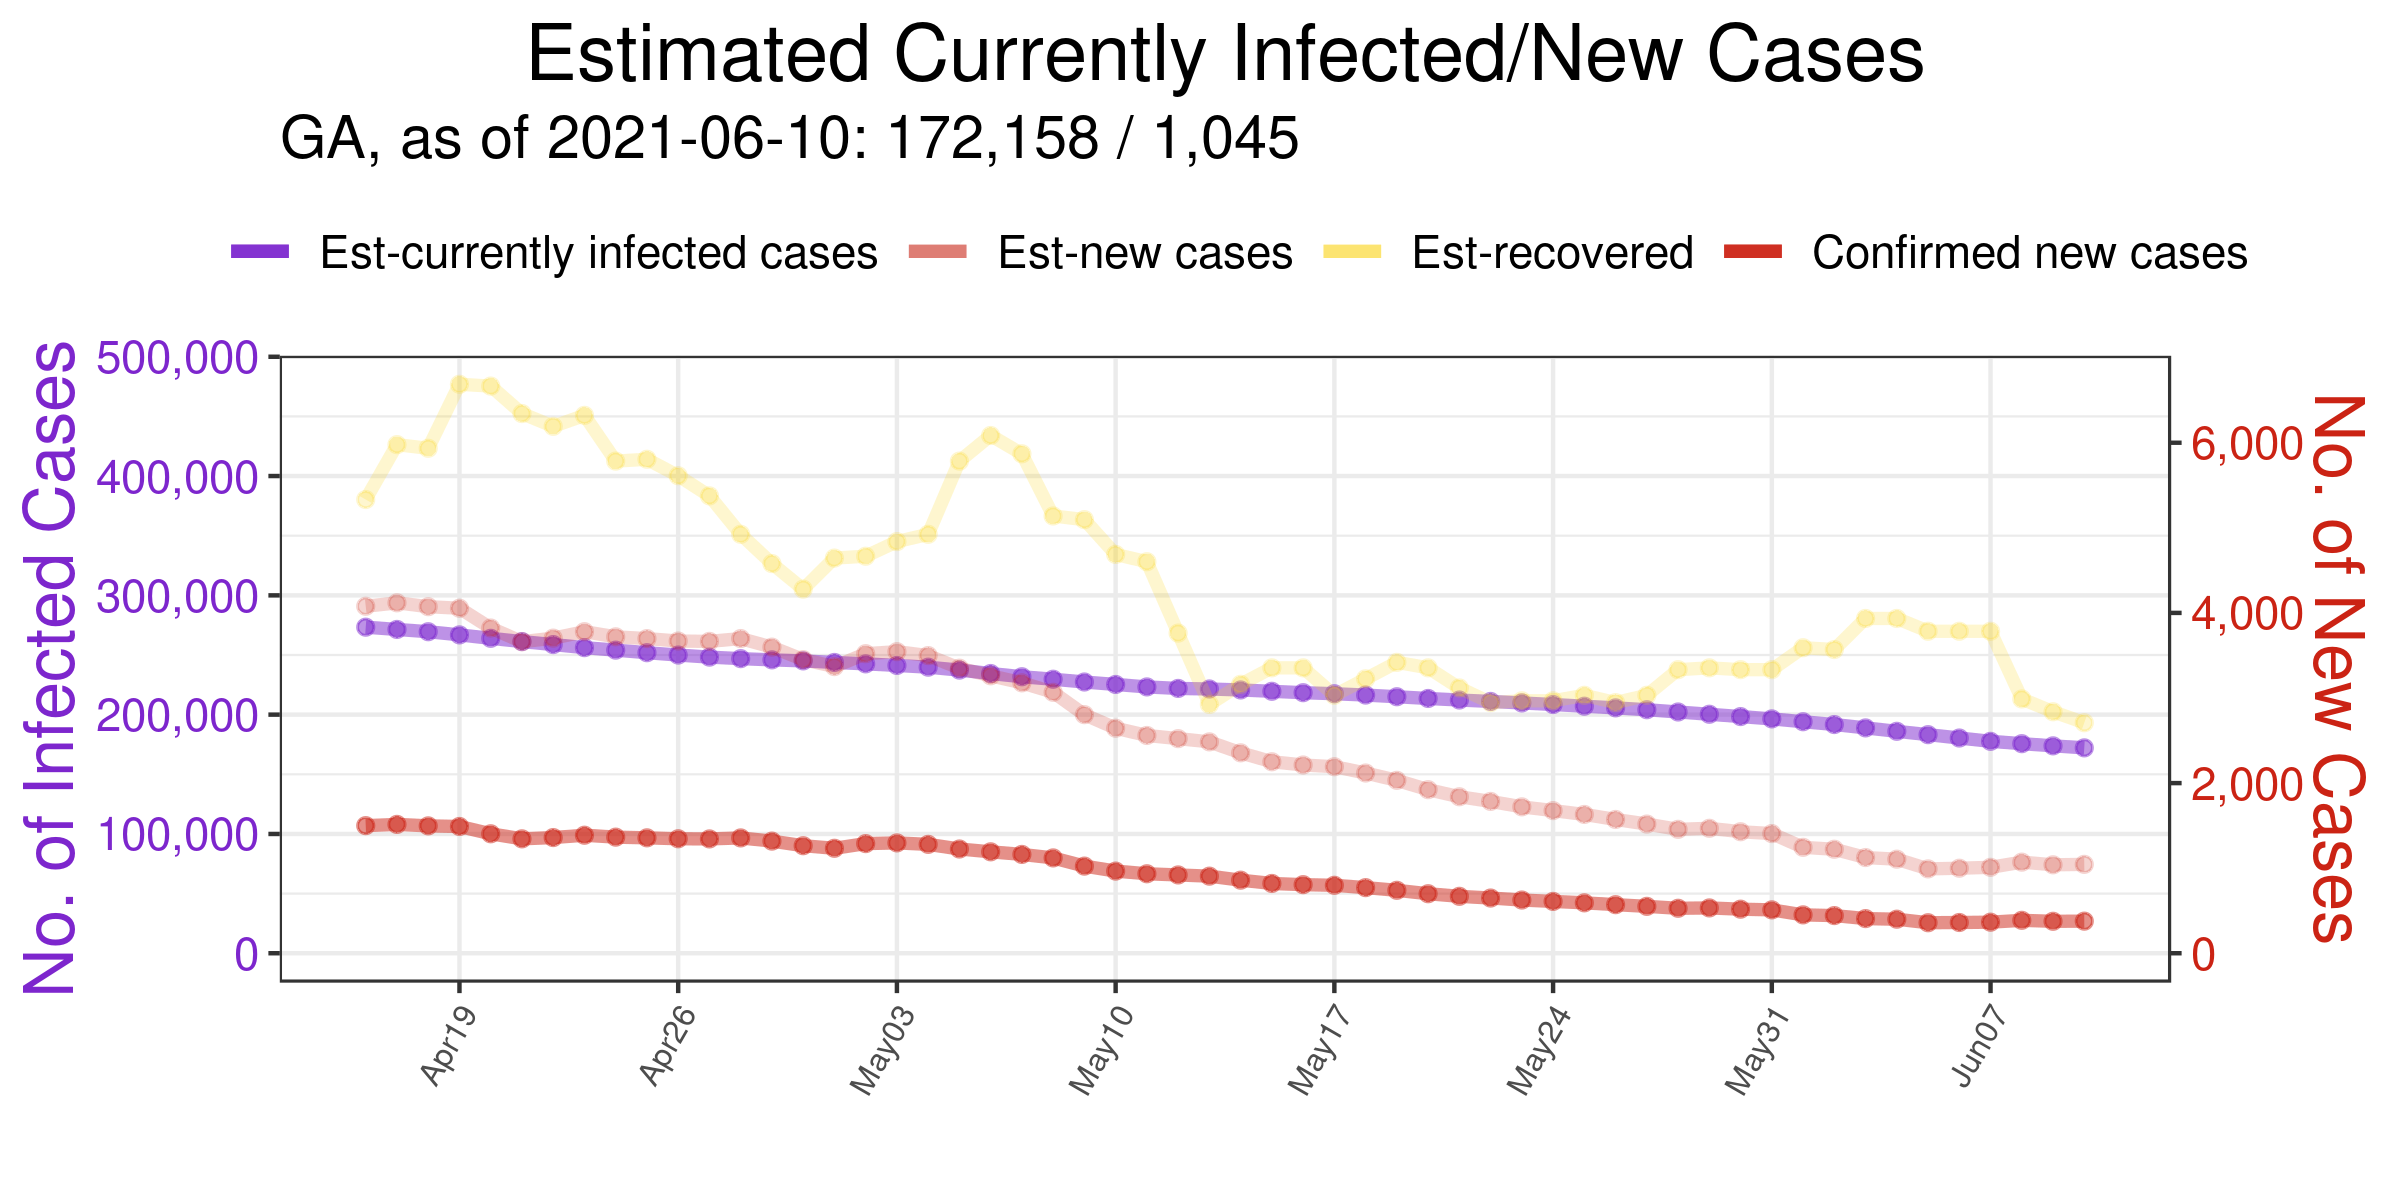 Estimated Currently Infected/New Cases
GA, as of 2021-06-10: 172,158 / 1,045
Est-currently infected cases Est-new cases Est-recovered Confirmed new cases
No. of Infected Cases
500,000
400,000
300,000
200,000
100,000
0
6,000
4,000
2,000
0
No. of New Cases
Apr19 Apr26 May03 May10 May17 May24 May31 Jun07